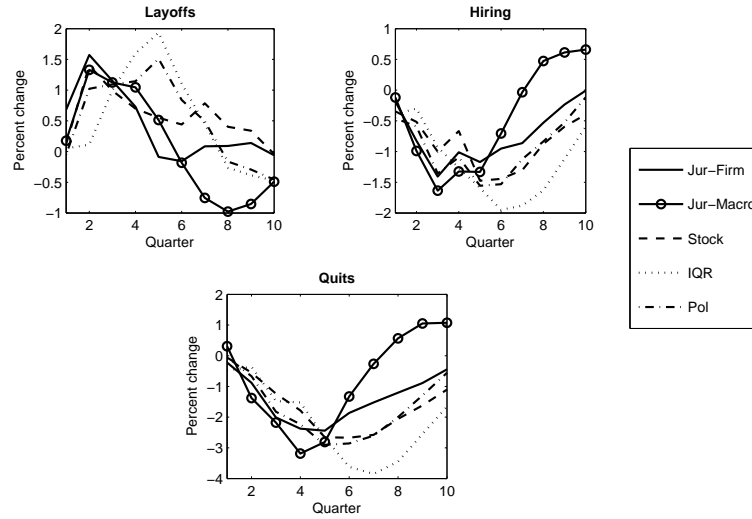 Layoffs
Percent change
2
1.5
1
0.5
0
−0.5
−1
2 4 6 8 10
Quarter
Hiring
Percent change
1
0.5
0
−0.5
−1
−1.5
−2
2 4 6 8 10
Quarter
Quits
Percent change
2
1
0
−1
−2
−3
−4
2 4 6 8 10
Quarter
Jur−Firm
Jur−Macro
Stock
IQR
Pol